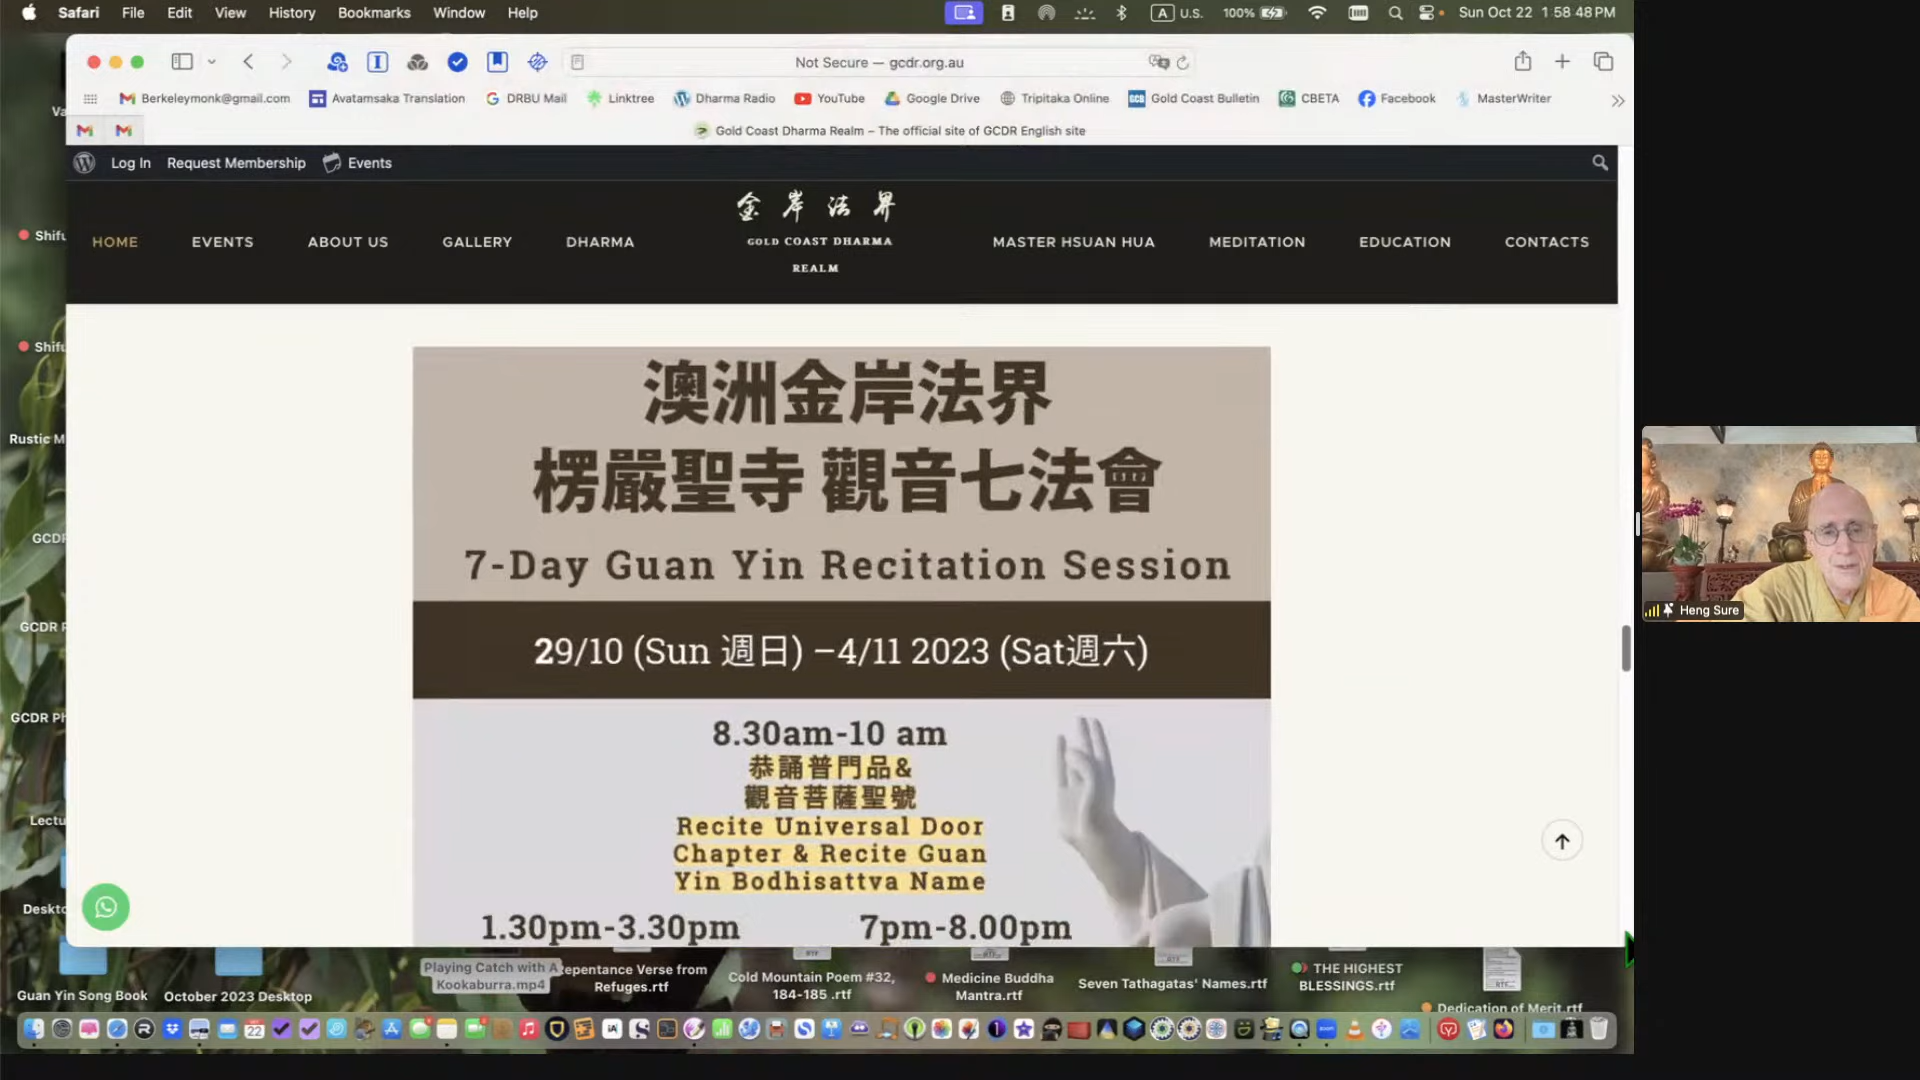 Safari File Edit View History Bookmarks Window Help
A U.S. 100% Sun Oct 22 1:58:48 PM
Not Secure — gcdr.org.au
Berkeleymonk@gmail.com Avatamsaka Translation DRBU Mail Linktree Dharma Radio YouTube Google Drive Tripitaka Online Gold Coast Bulletin CBETA Facebook MasterWriter
Gold Coast Dharma Realm – The official site of GCDR English site
Log In Request Membership Events
金岸法界
HOME EVENTS ABOUT US GALLERY DHARMA GOLD COAST DHARMA MASTER HSUAN HUA MEDITATION EDUCATION CONTACTS
REALM
Shifu
Shifu
Rustic M
GCDR
GCDR Ph
Lectu
Deskto
澳洲金岸法界
楞嚴聖寺 觀音七法會
7-Day Guan Yin Recitation Session
29/10 (Sun 週日) –4/11 2023 (Sat週六)
8.30am-10 am
恭誦普門品&
觀音菩薩聖號
Recite Universal Door
Chapter & Recite Guan
Yin Bodhisattva Name
1.30pm-3.30pm 7pm-8.00pm
Heng Sure
Guan Yin Song Book
October 2023 Desktop
Playing Catch with A
Kookaburra.mp4
epentance Verse from
Refuges.rtf
Cold Mountain Poem #32,
184-185 .rtf
Medicine Buddha
Mantra.rtf
Seven Tathagatas' Names.rtf
THE HIGHEST
BLESSINGS.rtf
Dedication of Merit.rtf